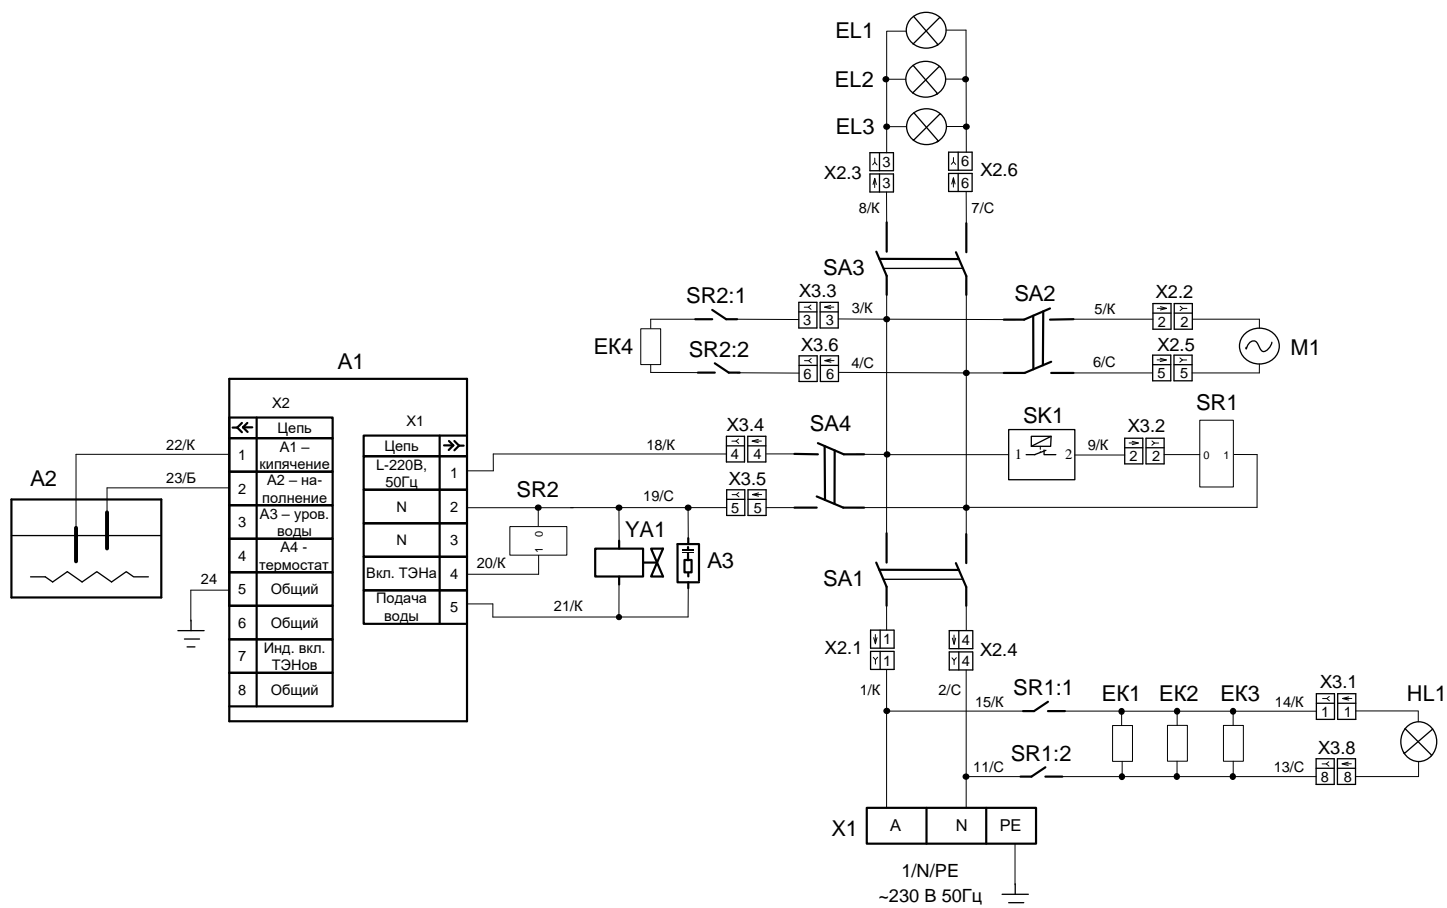 EL1
EL2
EL3
X2.3
3
3
6
6
X2.6
8/К
7/С
SA3
SR2:1
X3.3
3
3
3/К
SA2
5/К
X2.2
2
2
ЕК4
SR2:2
X3.6
6
6
4/С
6/С
X2.5
5
5
M1
A1
X2
Цепь
1
А1 –
кипячение
2
А2 – на-
полнение
3
А3 – уров.
воды
4
А4 -
термостат
5
Общий
6
Общий
7
Инд. вкл.
ТЭНов
8
Общий
X1
Цепь
L-220В,
50Гц
1
N
2
N
3
Вкл. ТЭНа
4
Подача
воды
5
22/К
23/Б
A2
24
18/К
X3.4
4
4
SA4
SK1
1
2
9/К
X3.2
2
2
SR1
0
1
SR2
0
1
19/С
X3.5
5
5
YA1
A3
20/К
21/К
SA1
X2.1
1
1
4
4
X2.4
1/К
2/С
15/К
SR1:1
ЕК1
ЕК2
ЕК3
14/К
X3.1
1
1
HL1
11/С
SR1:2
13/С
X3.8
8
8
X1
A
N
PE
1/N/PE
~230 В 50Гц